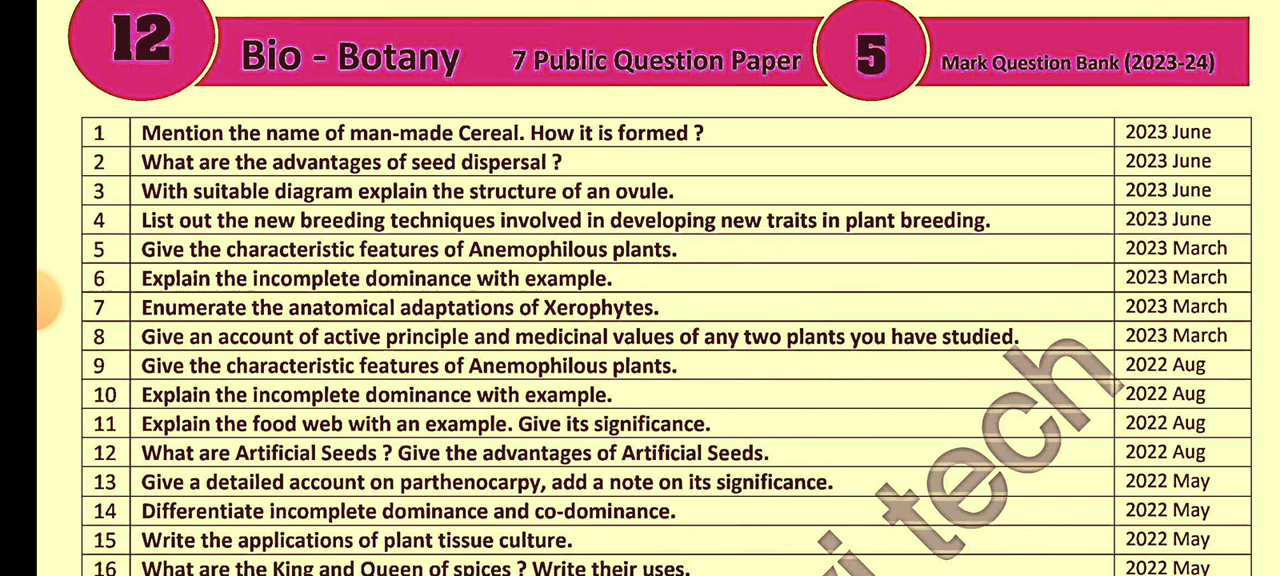 12 Bio - Botany 7 Public Question Paper 5 Mark Question Bank (2023-24)
1 Mention the name of man-made Cereal. How it is formed ? 2023 June
2 What are the advantages of seed dispersal ? 2023 June
3 With suitable diagram explain the structure of an ovule. 2023 June
4 List out the new breeding techniques involved in developing new traits in plant breeding. 2023 June
5 Give the characteristic features of Anemophilous plants. 2023 March
6 Explain the incomplete dominance with example. 2023 March
7 Enumerate the anatomical adaptations of Xerophytes. 2023 March
8 Give an account of active principle and medicinal values of any two plants you have studied. 2023 March
9 Give the characteristic features of Anemophilous plants. 2022 Aug
10 Explain the incomplete dominance with example. 2022 Aug
11 Explain the food web with an example. Give its significance. 2022 Aug
12 What are Artificial Seeds ? Give the advantages of Artificial Seeds. 2022 Aug
13 Give a detailed account on parthenocarpy, add a note on its significance. 2022 May
14 Differentiate incomplete dominance and co-dominance. 2022 May
15 Write the applications of plant tissue culture. 2022 May
16 What are the King and Queen of spices ? Write their uses. 2022 May
tech